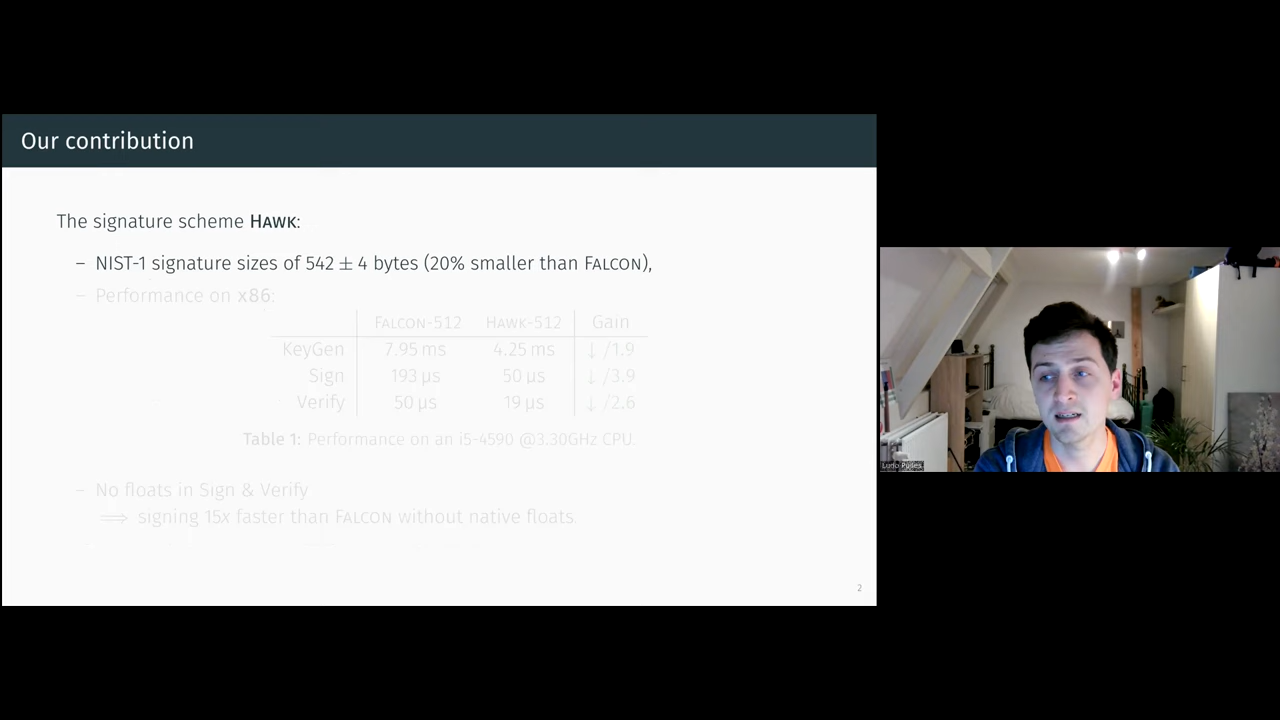 Our contribution
The signature scheme HAWK:
– NIST-1 signature sizes of 542 ± 4 bytes (20% smaller than FALCON),
– Performance on x86:
FALCON-512 HAWK-512 Gain
KeyGen 7.95 ms 4.25 ms ↓ /1.9
Sign 193 μs 50 μs ↓ /3.9
Verify 50 μs 19 μs ↓ /2.6
Table 1: Performance on an i5-4590 @3.30GHz CPU.
– No floats in Sign & Verify
⟹ signing 15x faster than FALCON without native floats.
2
Ludo Pulles